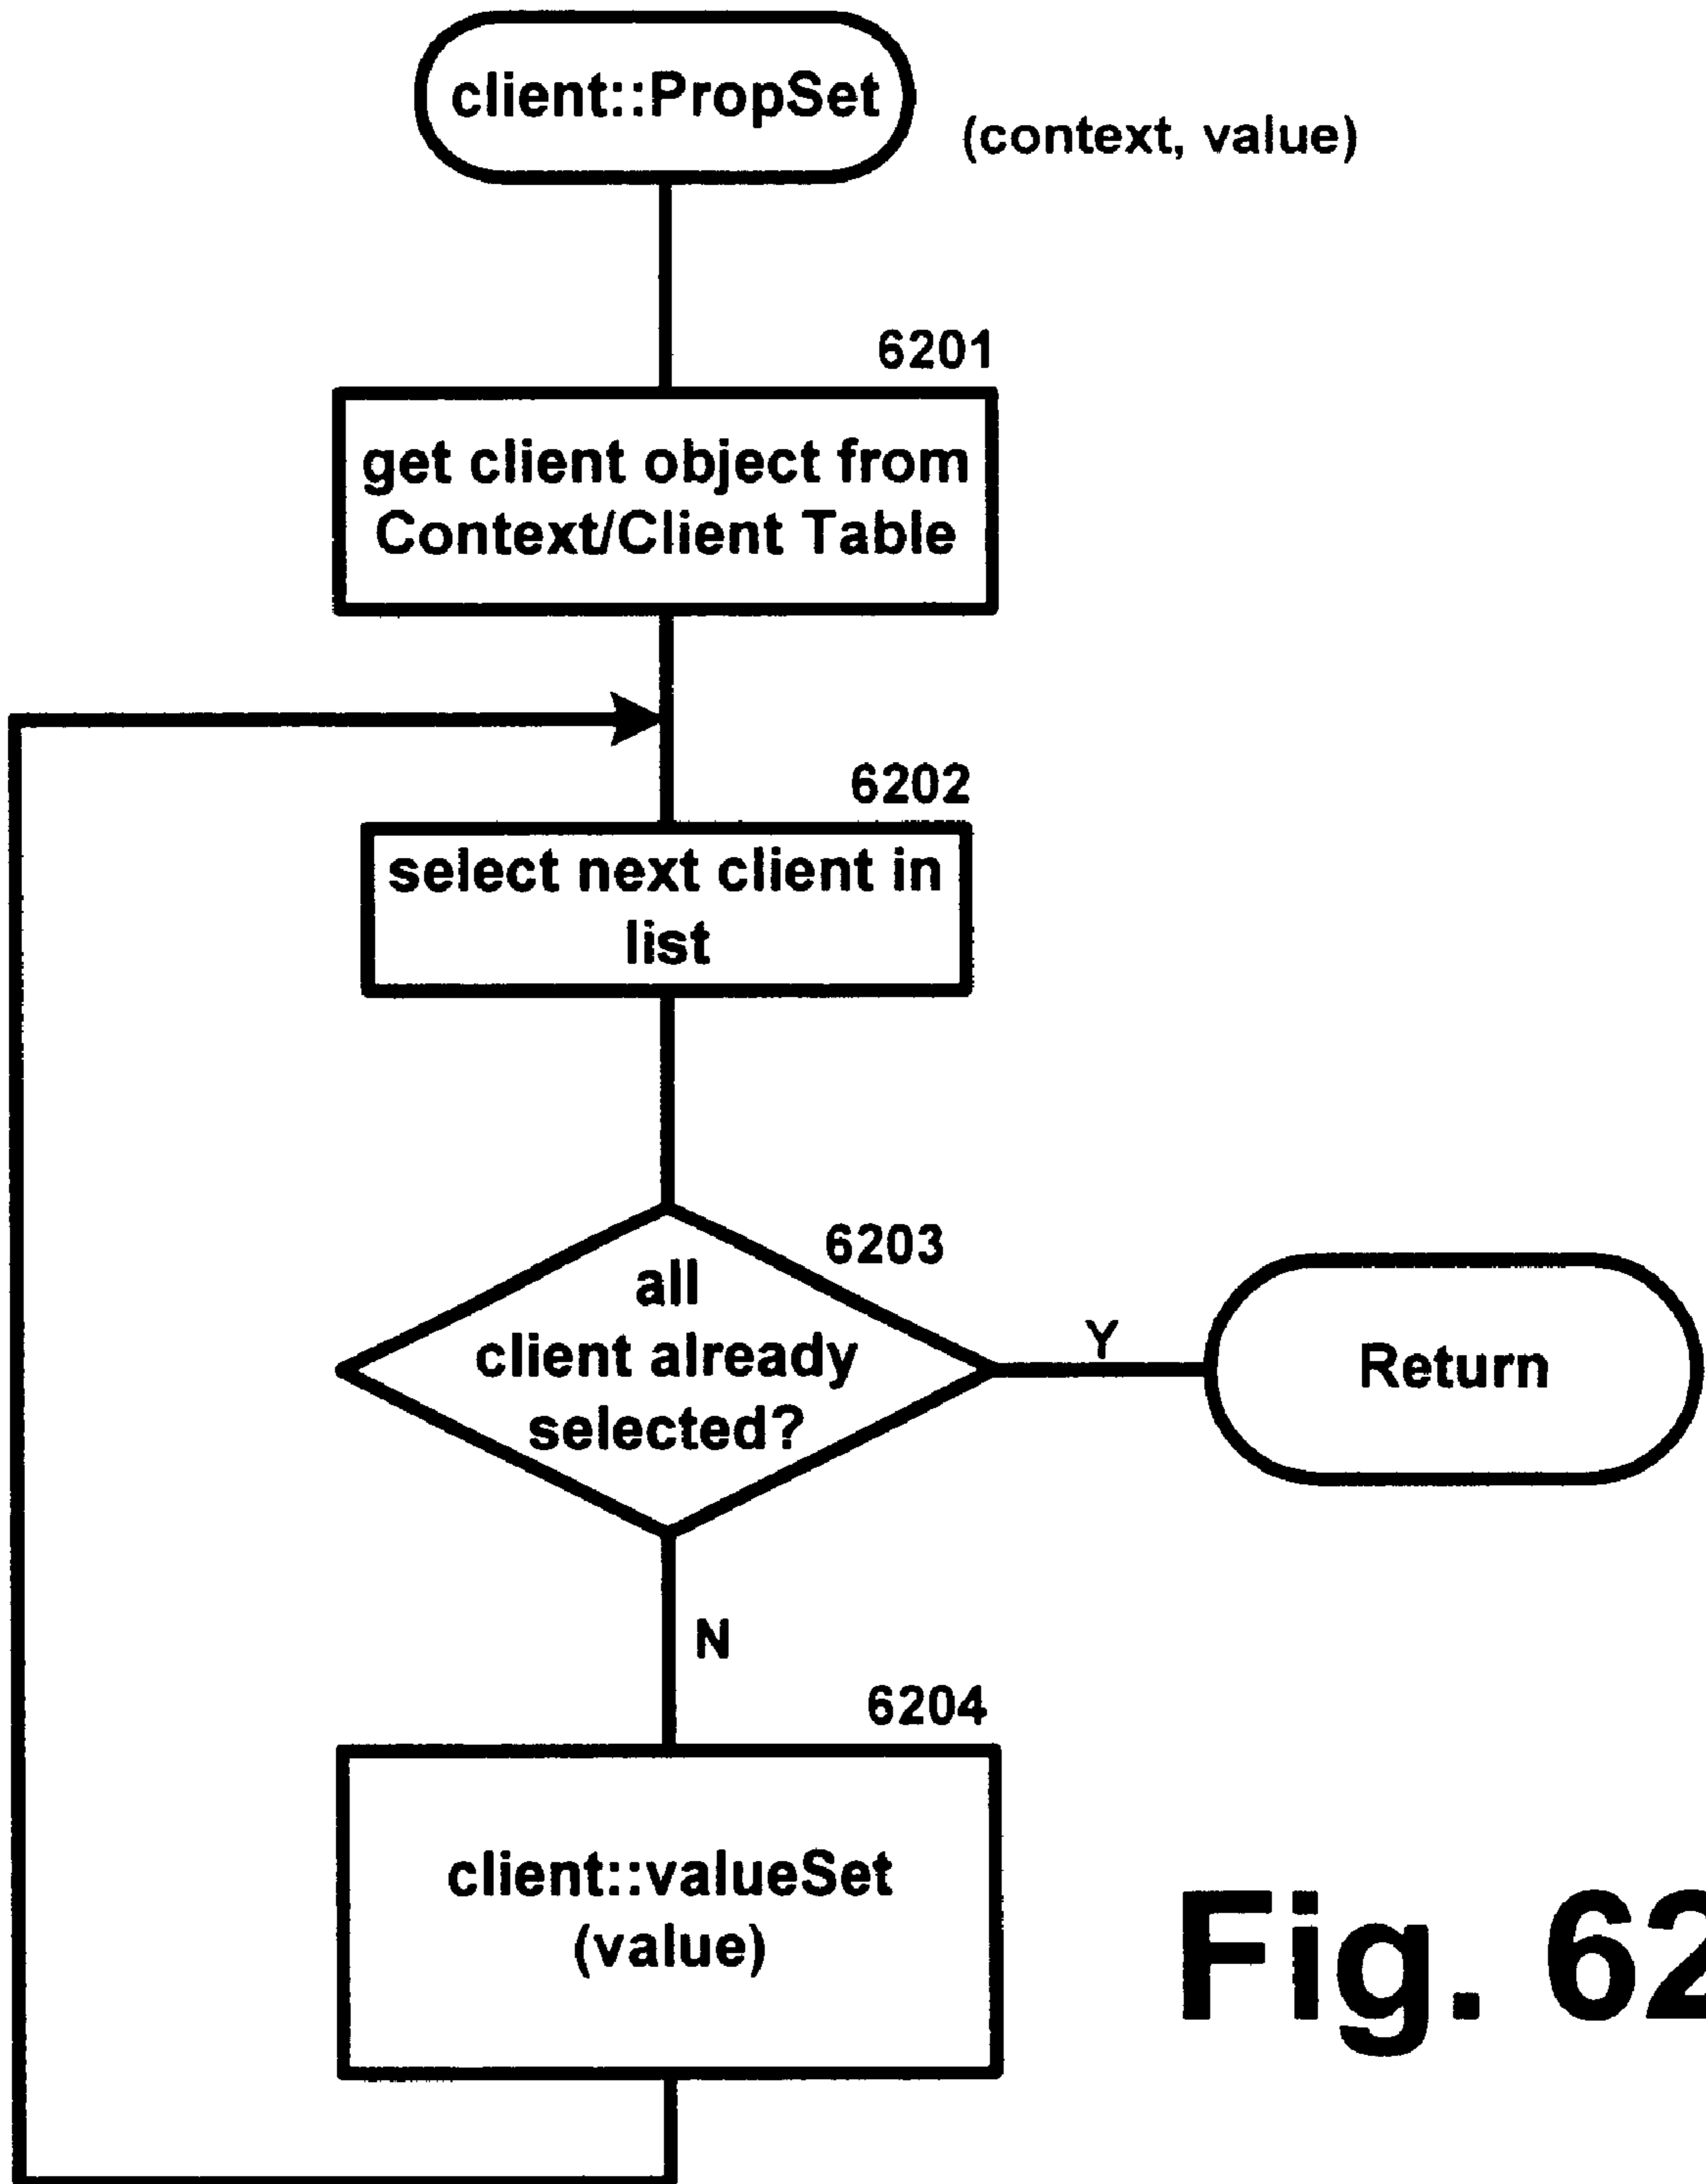 client::PropSet
(context, value)
6201
get client object from
Context/Client Table
6202
select next client in
list
6203
all
client already
selected?
Y
Return
N
6204
client::valueSet
(value)
Fig. 62